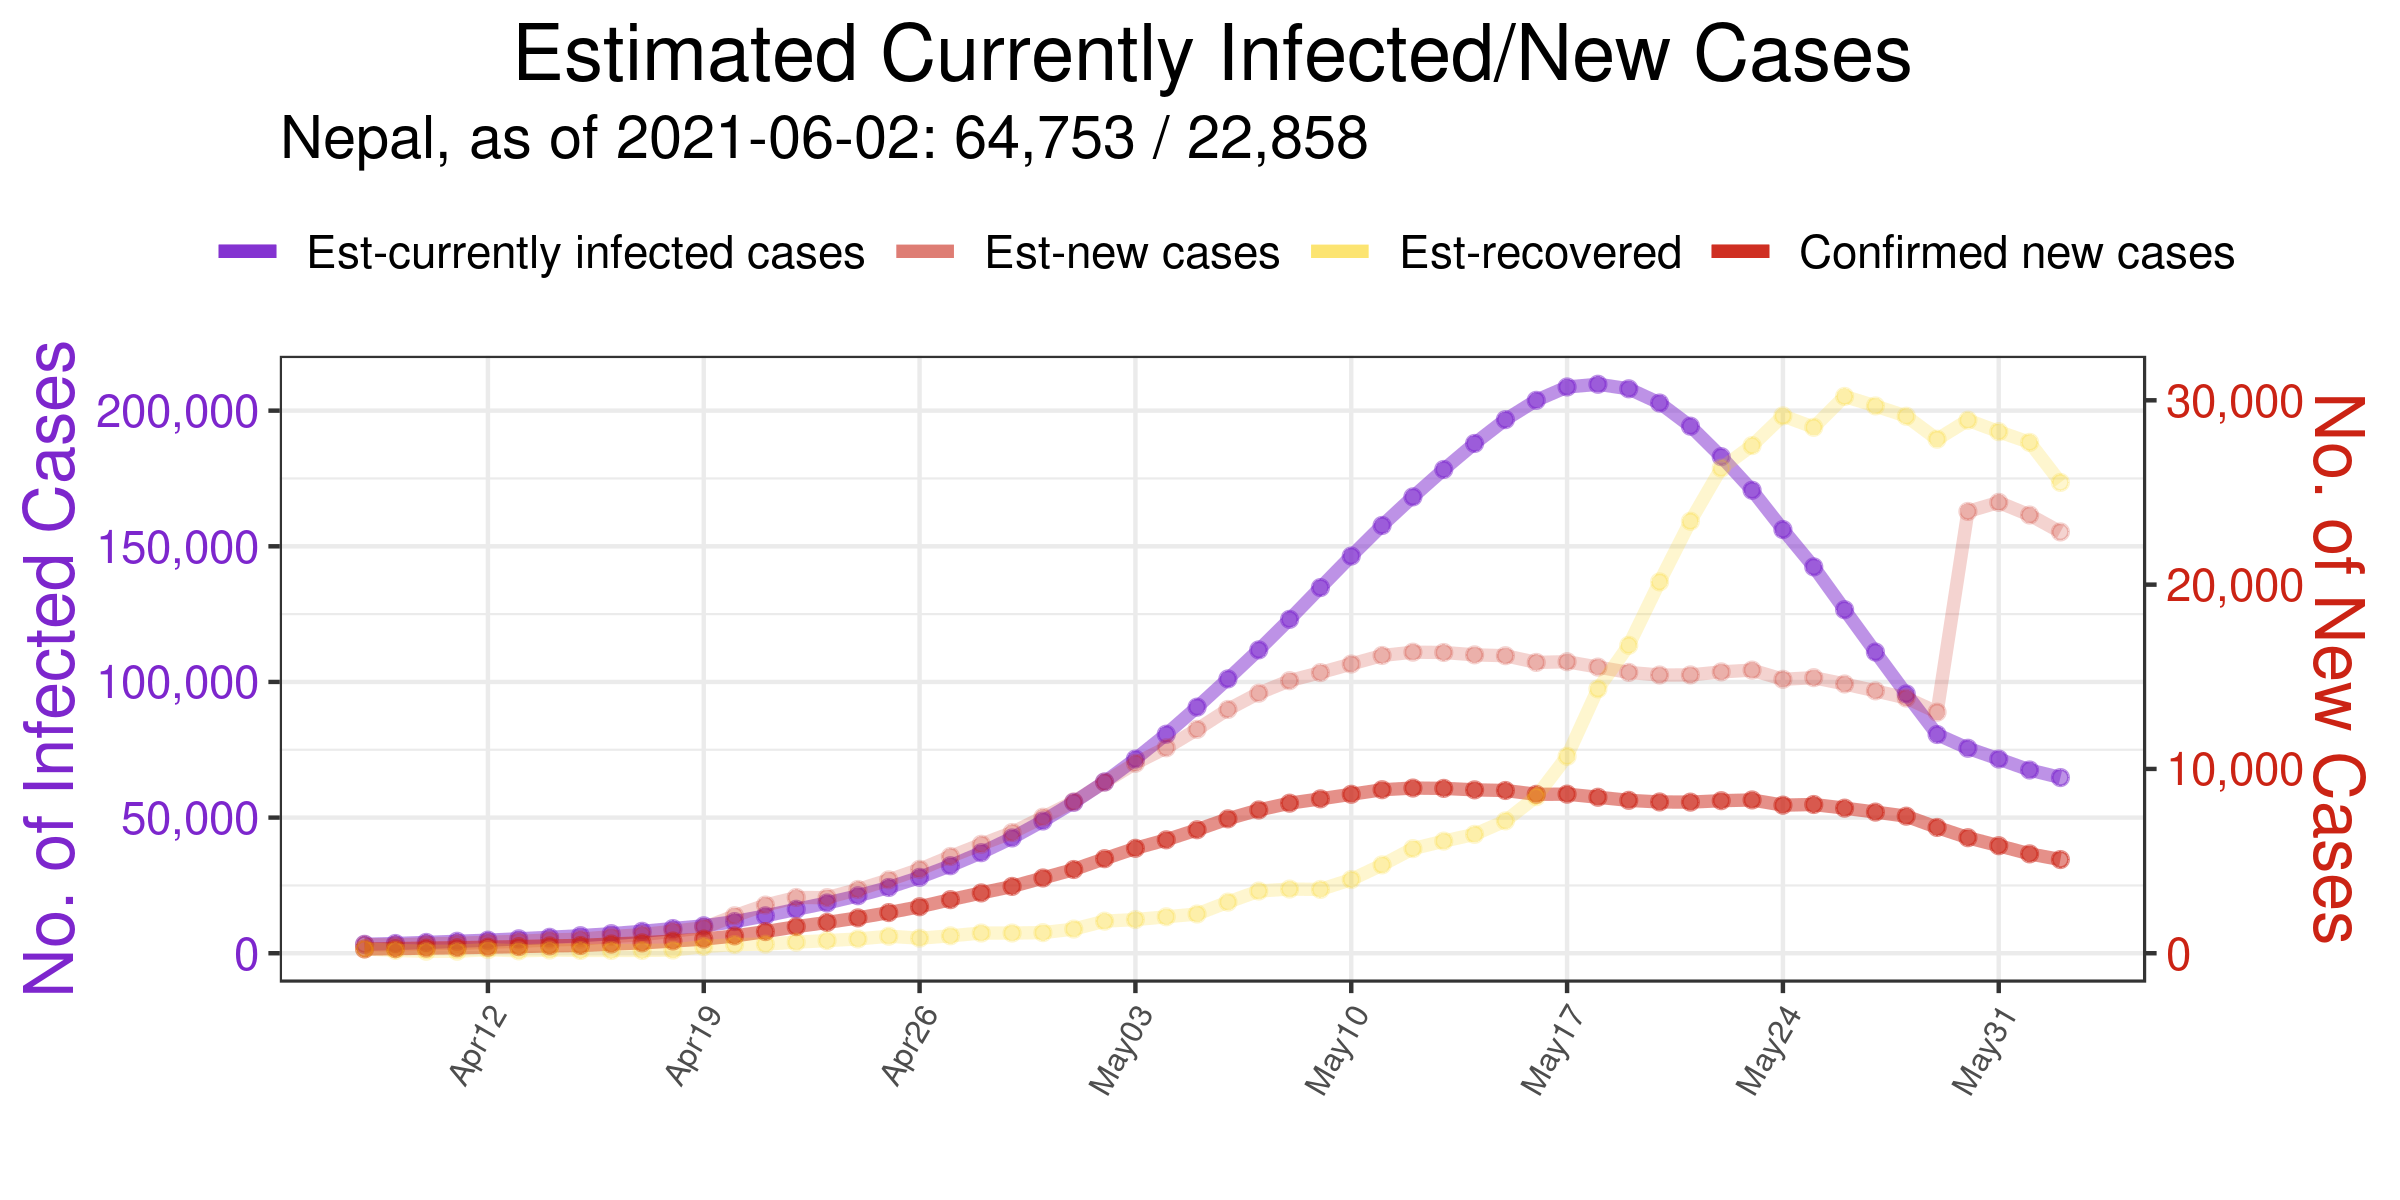 Estimated Currently Infected/New Cases
Nepal, as of 2021-06-02: 64,753 / 22,858
Est-currently infected cases Est-new cases Est-recovered Confirmed new cases
No. of Infected Cases
200,000
150,000
100,000
50,000
0
30,000
20,000
10,000
0
No. of New Cases
Apr12 Apr19 Apr26 May03 May10 May17 May24 May31